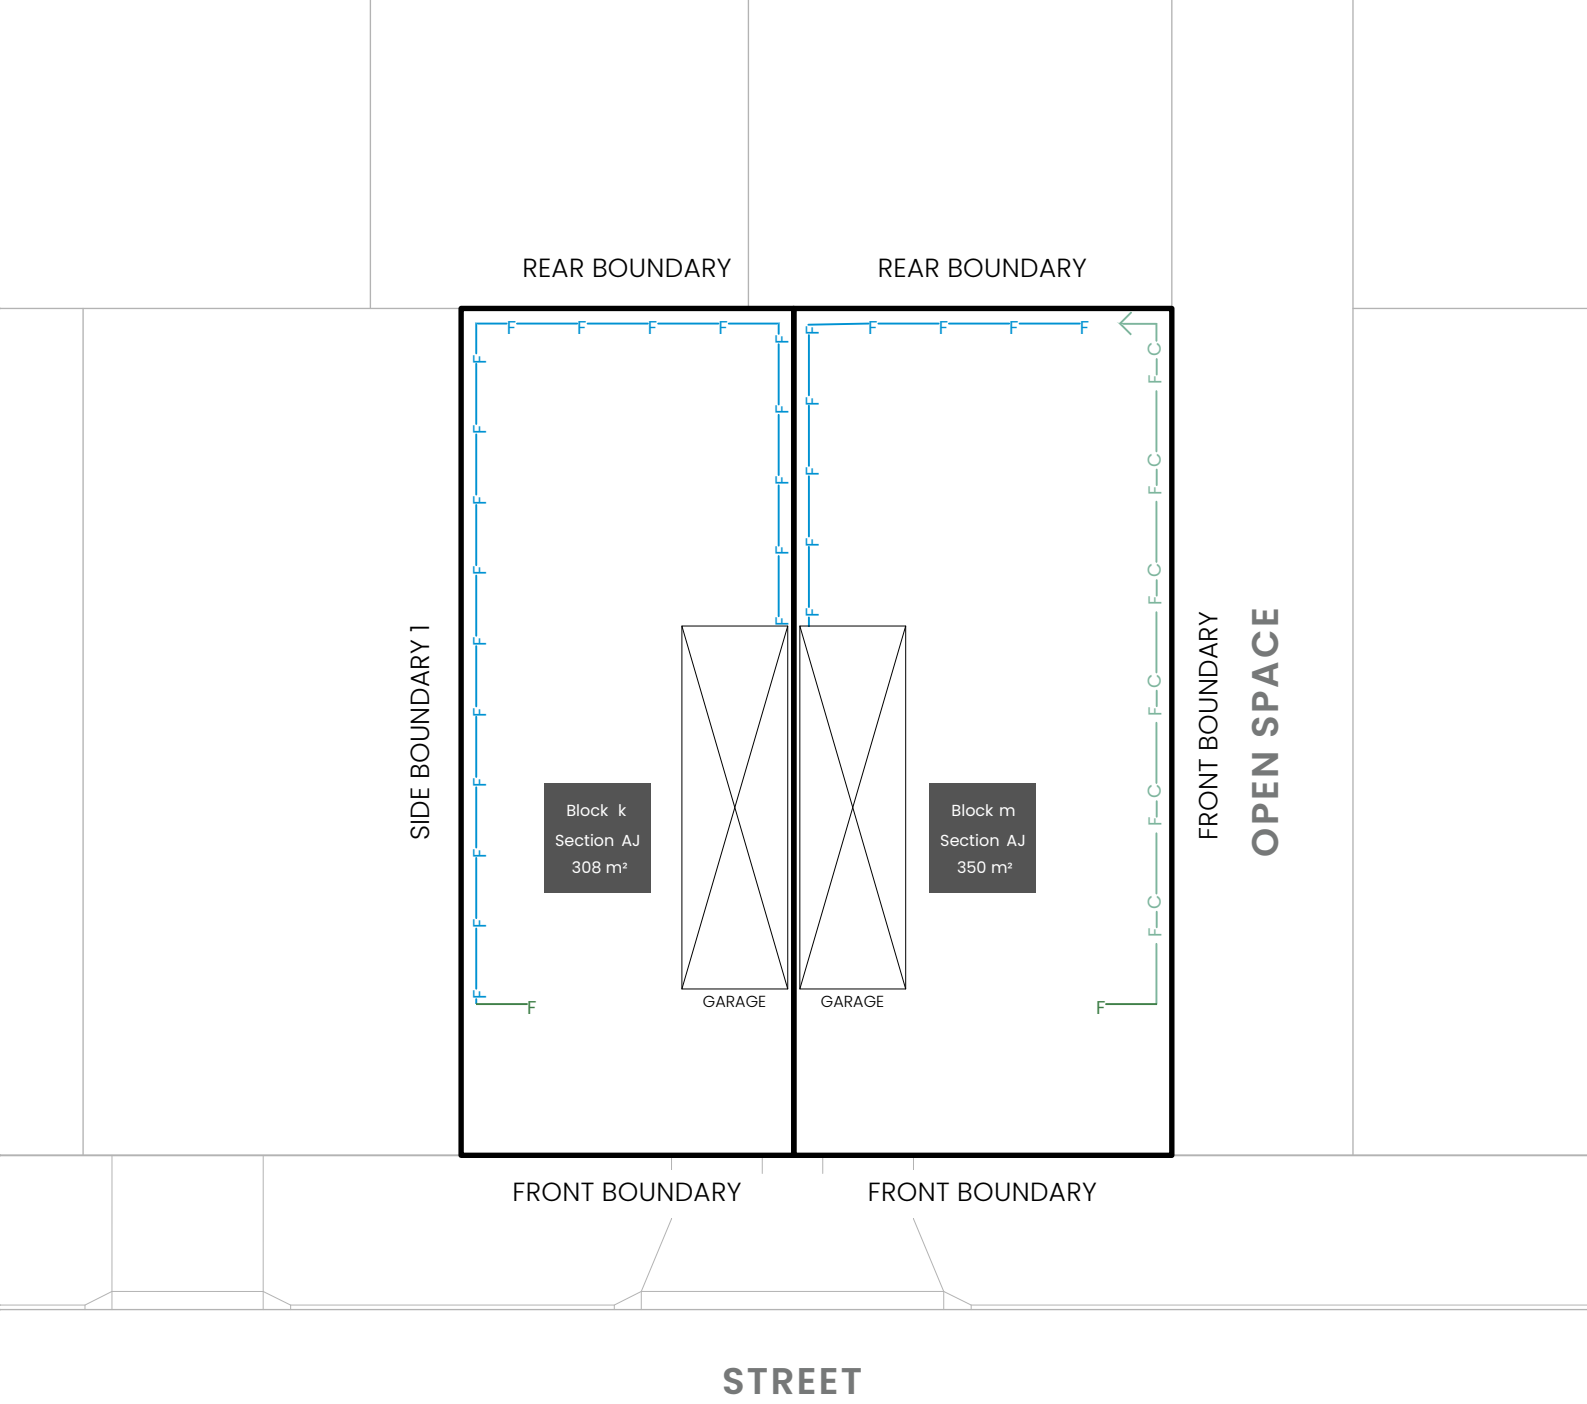 REAR BOUNDARY
REAR BOUNDARY
F F F F
F F F F
F F F F F F F F F F
F F F F F
F F F F F
C F C F C F C F C F C F
SIDE BOUNDARY 1
FRONT BOUNDARY
OPEN SPACE
Block k
Section AJ
308 m²
Block m
Section AJ
350 m²
F
GARAGE
GARAGE
F
FRONT BOUNDARY
FRONT BOUNDARY
STREET